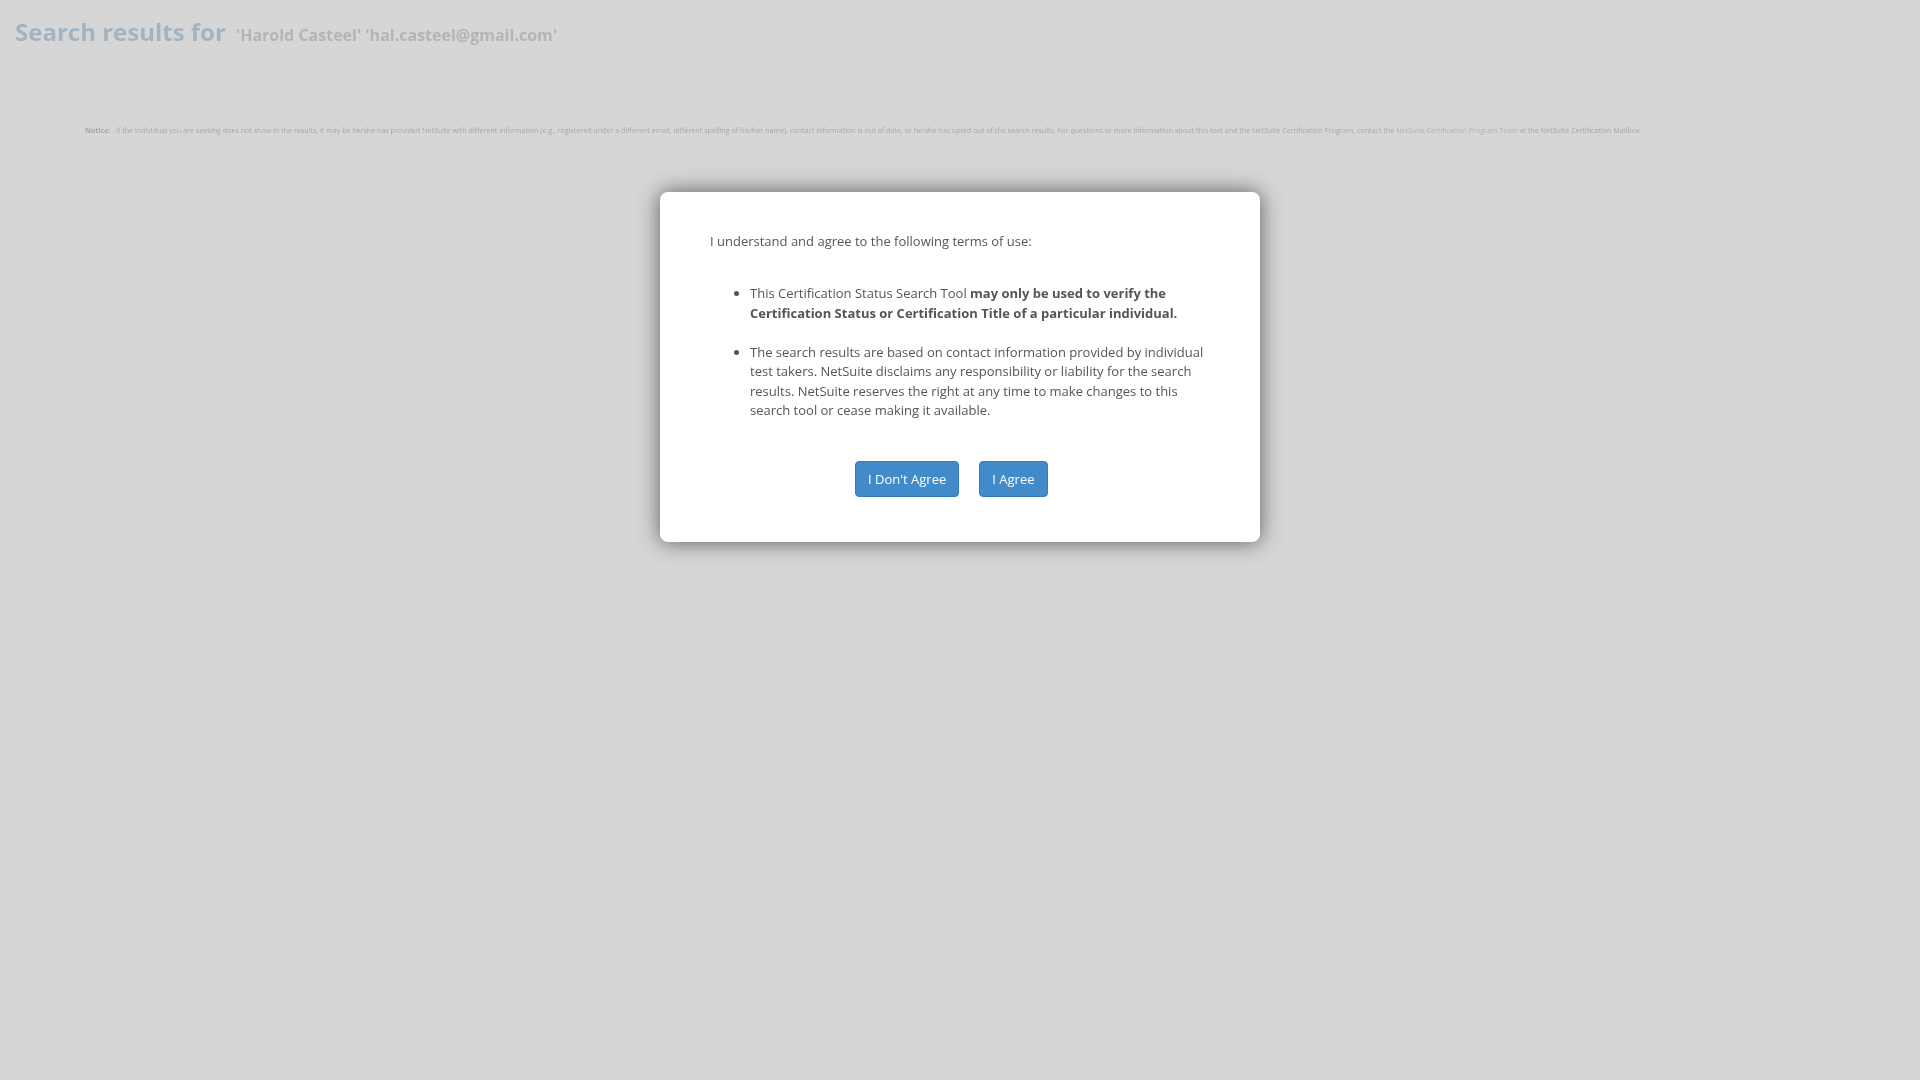 Search results for 'Harold Casteel' 'hal.casteel@gmail.com'
Notice: If the individual you are seeking does not show in the results, it may be he/she has provided NetSuite with different information (e.g., registered under a different email, different spelling of his/her name), contact information is out of date, or he/she has opted out of the search results. For questions or more information about this tool and the NetSuite Certification Program, contact the NetSuite Certification Program Team at the NetSuite Certification Mailbox.
I understand and agree to the following terms of use:
• This Certification Status Search Tool may only be used to verify the
Certification Status or Certification Title of a particular individual.
• The search results are based on contact information provided by individual
test takers. NetSuite disclaims any responsibility or liability for the search
results. NetSuite reserves the right at any time to make changes to this
search tool or cease making it available.
I Don't Agree I Agree